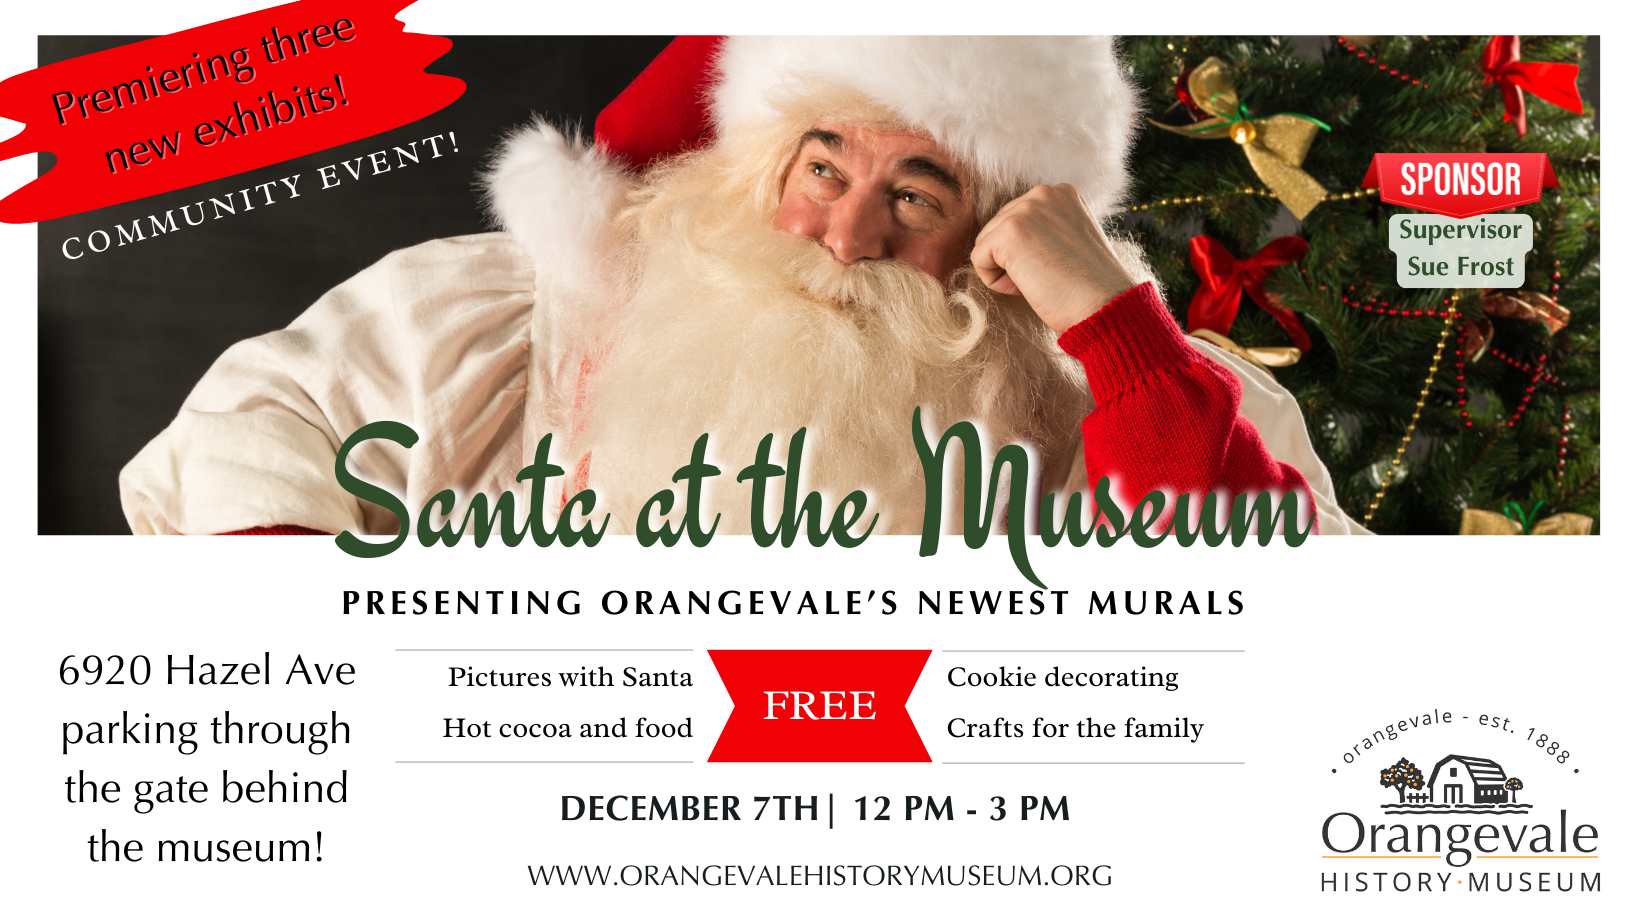 Premiering three
new exhibits!
COMMUNITY EVENT!
SPONSOR
Supervisor
Sue Frost
Santa at the Museum
PRESENTING ORANGEVALE'S NEWEST MURALS
6920 Hazel Ave
parking through
the gate behind
the museum!
Pictures with Santa
Hot cocoa and food
FREE
Cookie decorating
Crafts for the family
DECEMBER 7TH| 12 PM - 3 PM
WWW.ORANGEVALEHISTORYMUSEUM.ORG
• orangevale - est. 1888 •
Orangevale
HISTORY·MUSEUM